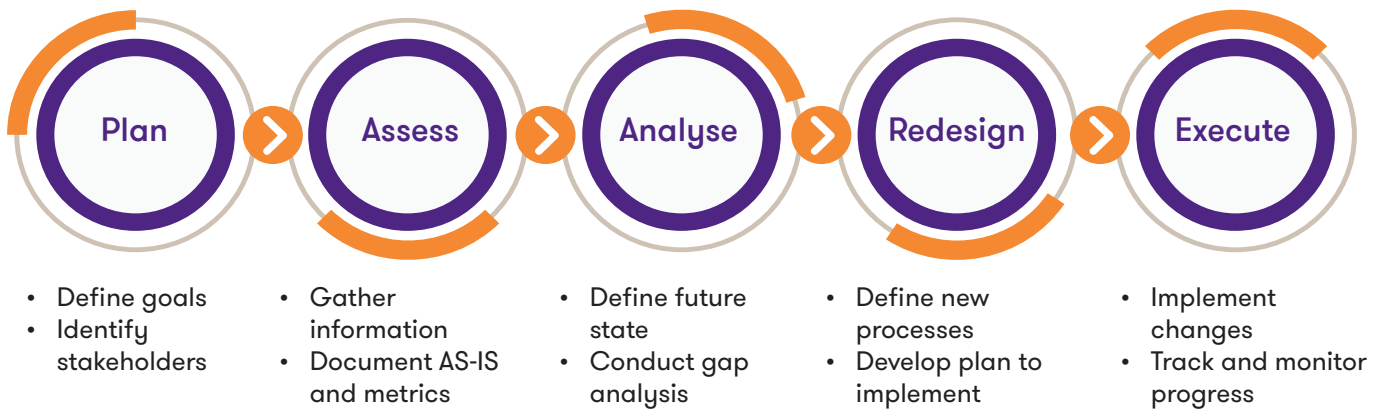 Plan
Assess
Analyse
Redesign
Execute
• Define goals
• Identify
stakeholders
• Gather
information
• Document AS-IS
and metrics
• Define future
state
• Conduct gap
analysis
• Define new
processes
• Develop plan to
implement
• Implement
changes
• Track and monitor
progress